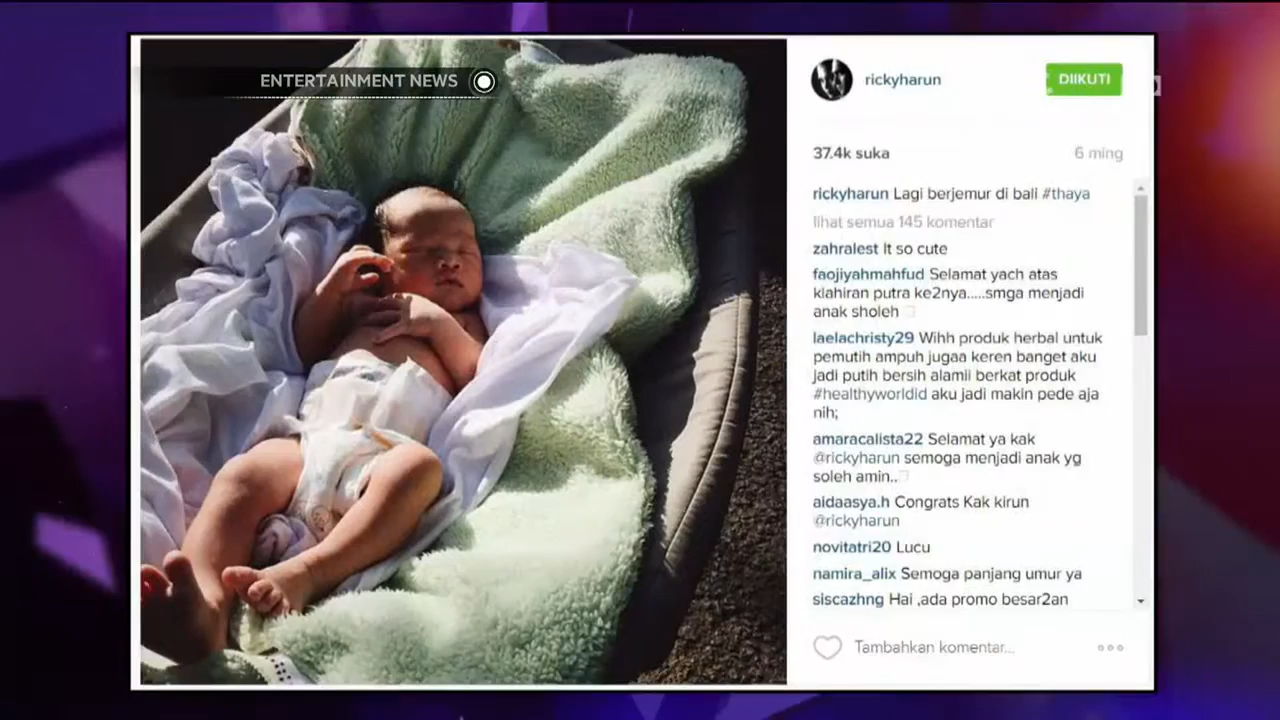 ENTERTAINMENT NEWS
rickyharun
DIIKUTI
37.4k suka
6 ming
rickyharun Lagi berjemur di bali #thaya
lihat semua 145 komentar
zahralest It so cute
faojiyahmahfud Selamat yach atas
klahiran putra ke2nya.....smga menjadi
anak sholeh
laelachristy29 Wihh produk herbal untuk
pemutih ampuh jugaa keren banget aku
jadi putih bersih alamii berkat produk
#healthyworldid aku jadi makin pede aja
nih;
amaracalista22 Selamat ya kak
@rickyharun semoga menjadi anak yg
soleh amin..
aidaasya.h Congrats Kak kirun
@rickyharun
novitatri20 Lucu
namira_alix Semoga panjang umur ya
siscazhng Hai ,ada promo besar2an
Tambahkan komentar...